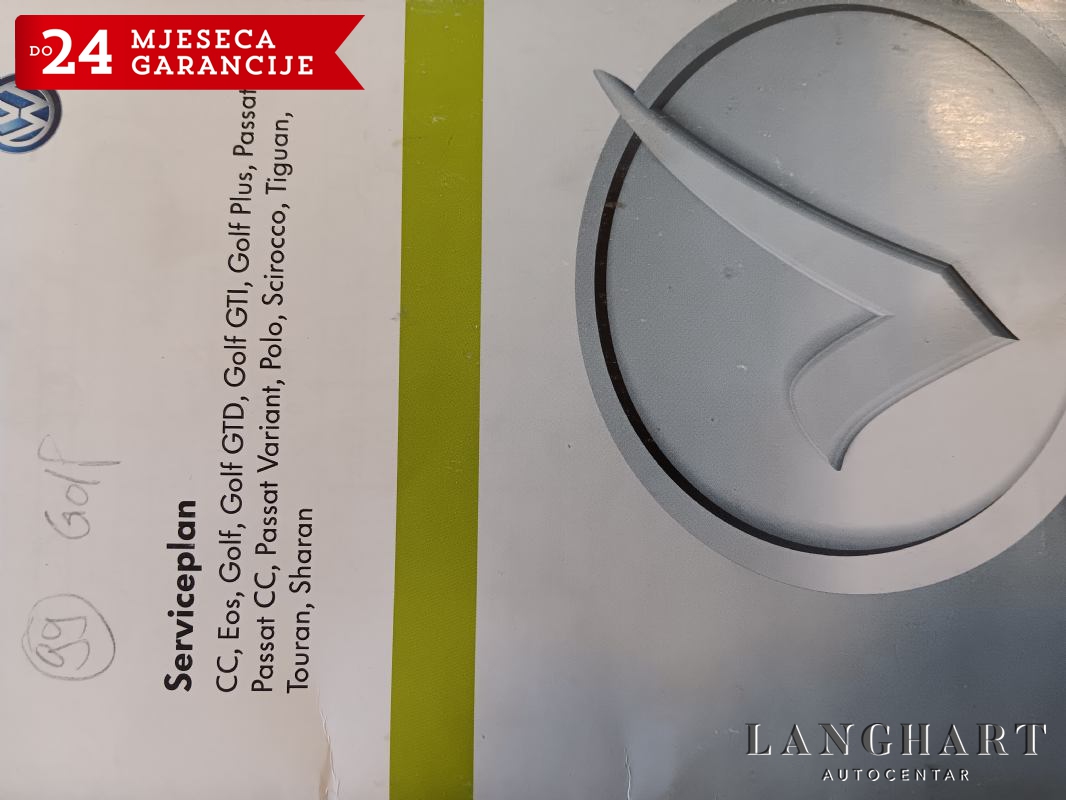 DO 24 MJESECA
GARANCIJE
Serviceplan
CC, Eos, Golf, Golf GTD, Golf GTI, Golf Plus, Passat
Passat CC, Passat Variant, Polo, Scirocco, Tiguan,
Touran, Sharan
99 Golf
LANGHART
AUTOCENTAR